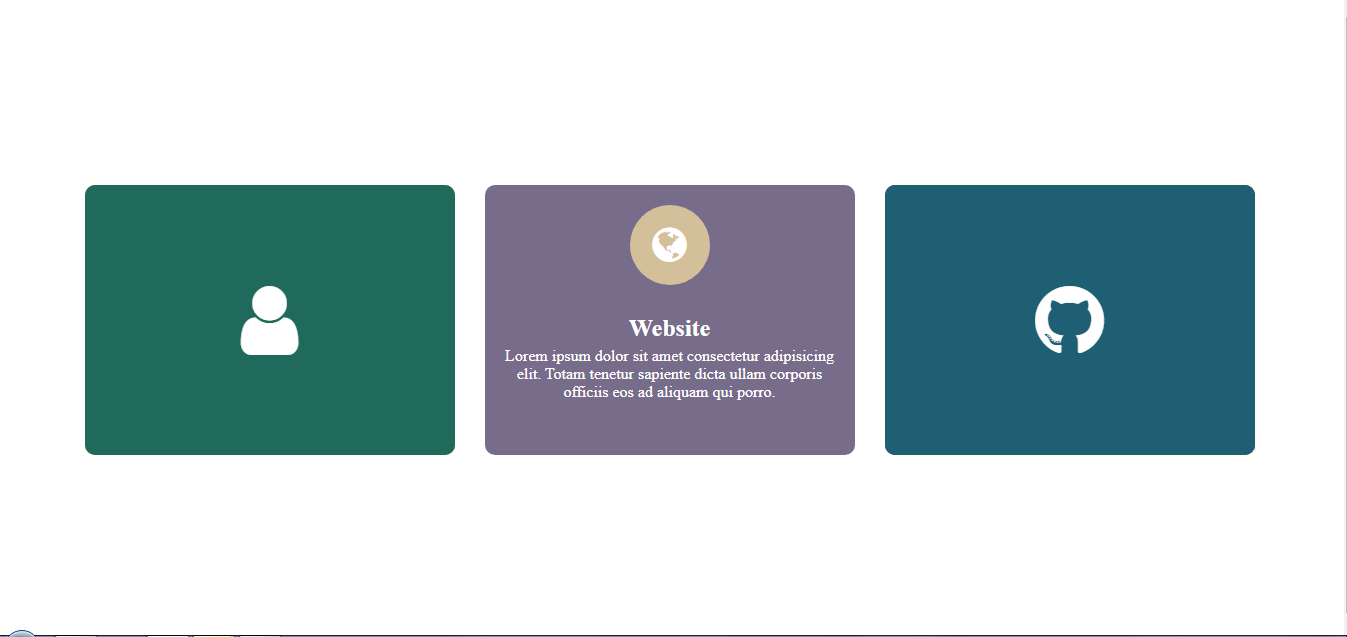 Website
Lorem ipsum dolor sit amet consectetur adipisicing
elit. Totam tenetur sapiente dicta ullam corporis
officiis eos ad aliquam qui porro.